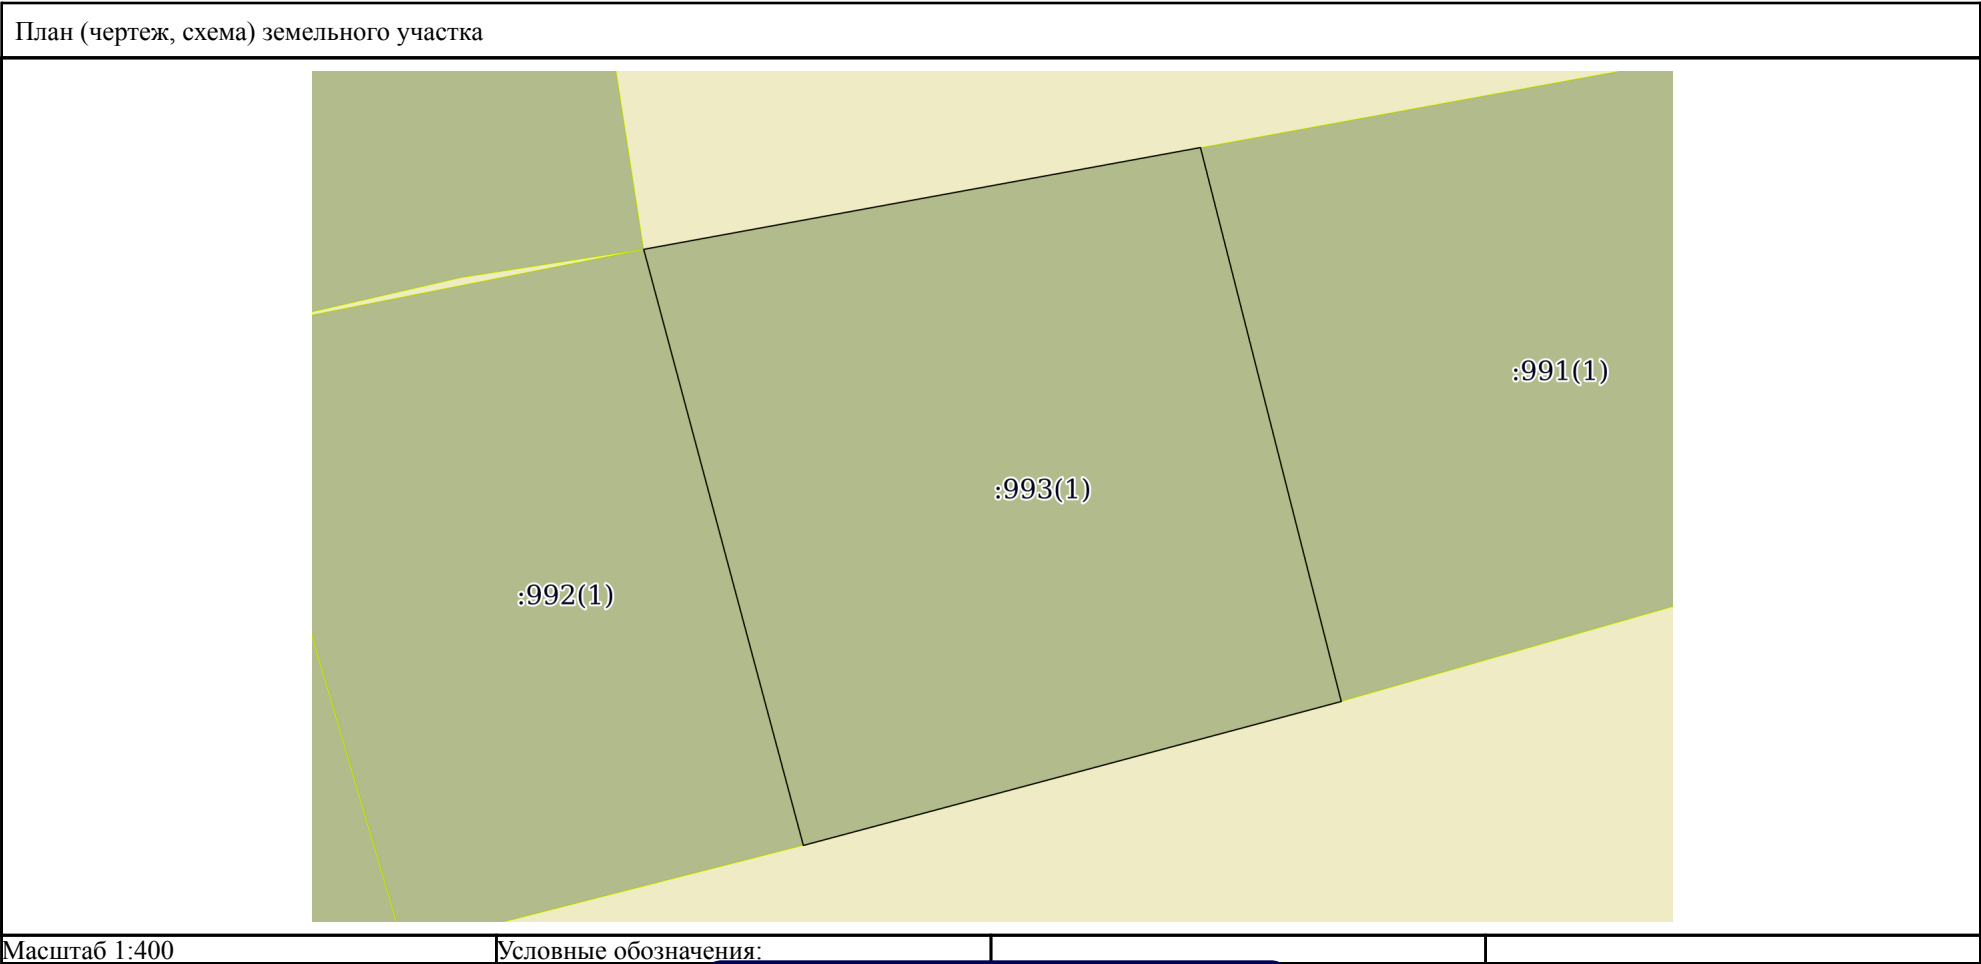 План (чертеж, схема) земельного участка
:991(1)
:993(1)
:992(1)
Масштаб 1:400
Условные обозначения: